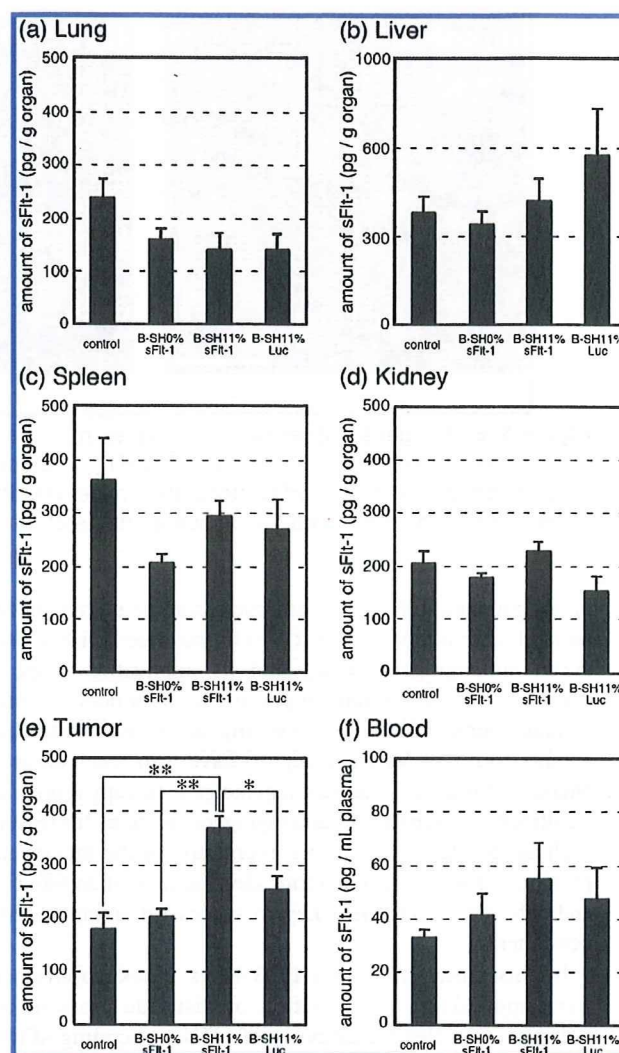 (a) Lung
amount of sFlt-1 (pg / g organ)
500
400
300
200
100
0
control
B-SH0% sFlt-1
B-SH11% sFlt-1
B-SH11% Luc
(b) Liver
amount of sFlt-1 (pg / g organ)
1000
600
300
0
control
B-SH0% sFlt-1
B-SH11% sFlt-1
B-SH11% Luc
(c) Spleen
amount of sFlt-1 (pg / g organ)
500
400
300
200
100
0
control
B-SH0% sFlt-1
B-SH11% sFlt-1
B-SH11% Luc
(d) Kidney
amount of sFlt-1 (pg / g organ)
500
400
300
200
100
0
control
B-SH0% sFlt-1
B-SH11% sFlt-1
B-SH11% Luc
(e) Tumor
amount of sFlt-1 (pg / g organ)
500
400
300
200
100
0
**
**
*
control
B-SH0% sFlt-1
B-SH11% sFlt-1
B-SH11% Luc
(f) Blood
amount of sFlt-1 (pg / mL plasma)
100
80
60
40
20
0
control
B-SH0% sFlt-1
B-SH11% sFlt-1
B-SH11% Luc